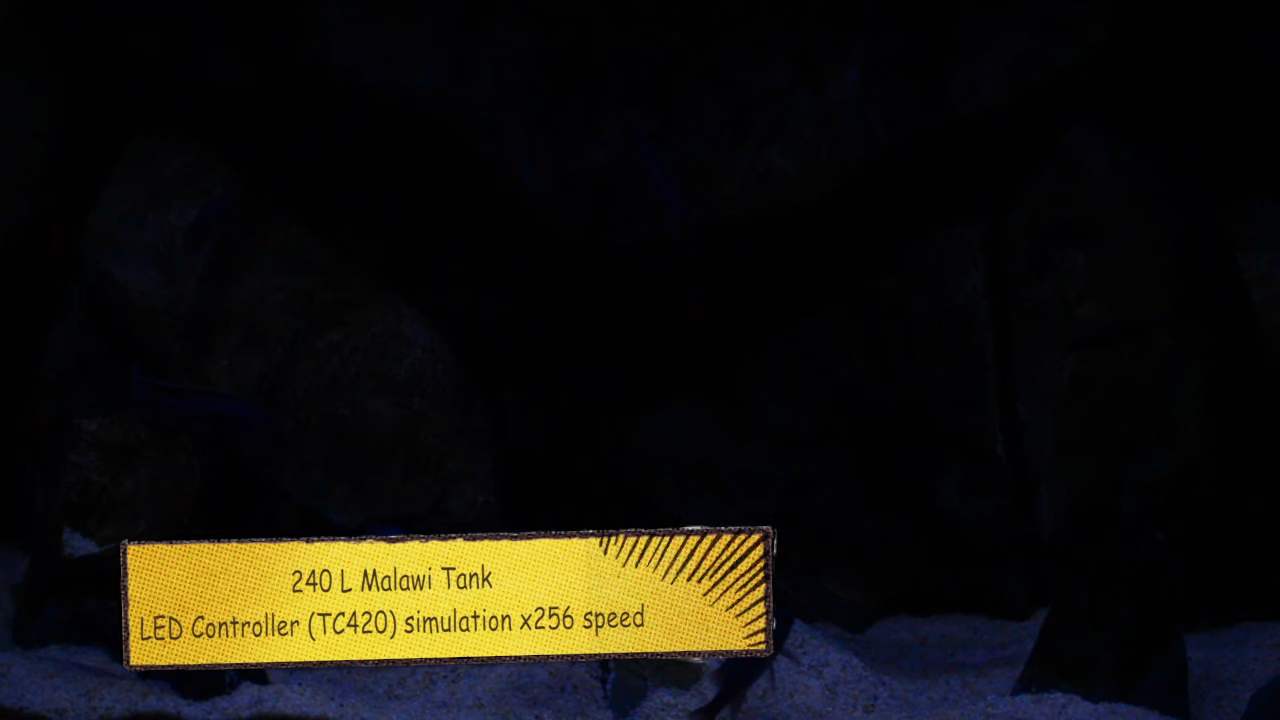 240 L Malawi Tank
LED Controller (TC420) simulation x256 speed